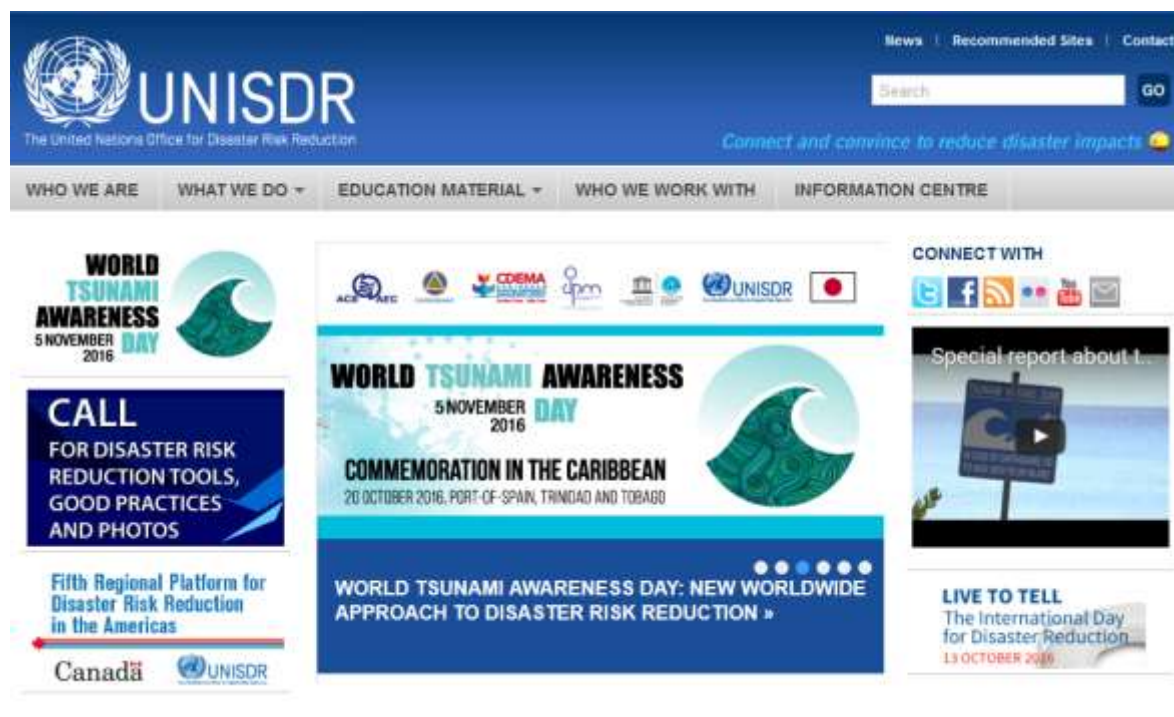 News | Recommended Sites | Contact
UNISDR
The United Nations Office for Disaster Risk Reduction
Search
GO
Connect and convince to reduce disaster impacts
WHO WE ARE
WHAT WE DO
EDUCATION MATERIAL
WHO WE WORK WITH
INFORMATION CENTRE
WORLD
TSUNAMI
AWARENESS
5 NOVEMBER DAY
2016
CALL
FOR DISASTER RISK
REDUCTION TOOLS,
GOOD PRACTICES
AND PHOTOS
Fifth Regional Platform for
Disaster Risk Reduction
in the Americas
Canada
UNISDR
ACS AEC
CDEMA
UNISDR
WORLD TSUNAMI AWARENESS
5 NOVEMBER DAY
2016
COMMEMORATION IN THE CARIBBEAN
20 OCTOBER 2016, PORT-OF-SPAIN, TRINIDAD AND TOBAGO
WORLD TSUNAMI AWARENESS DAY: NEW WORLDWIDE
APPROACH TO DISASTER RISK REDUCTION »
CONNECT WITH
You
Tube
Special report about t...
LIVE TO TELL
The International Day
for Disaster Reduction
13 OCTOBER 2016